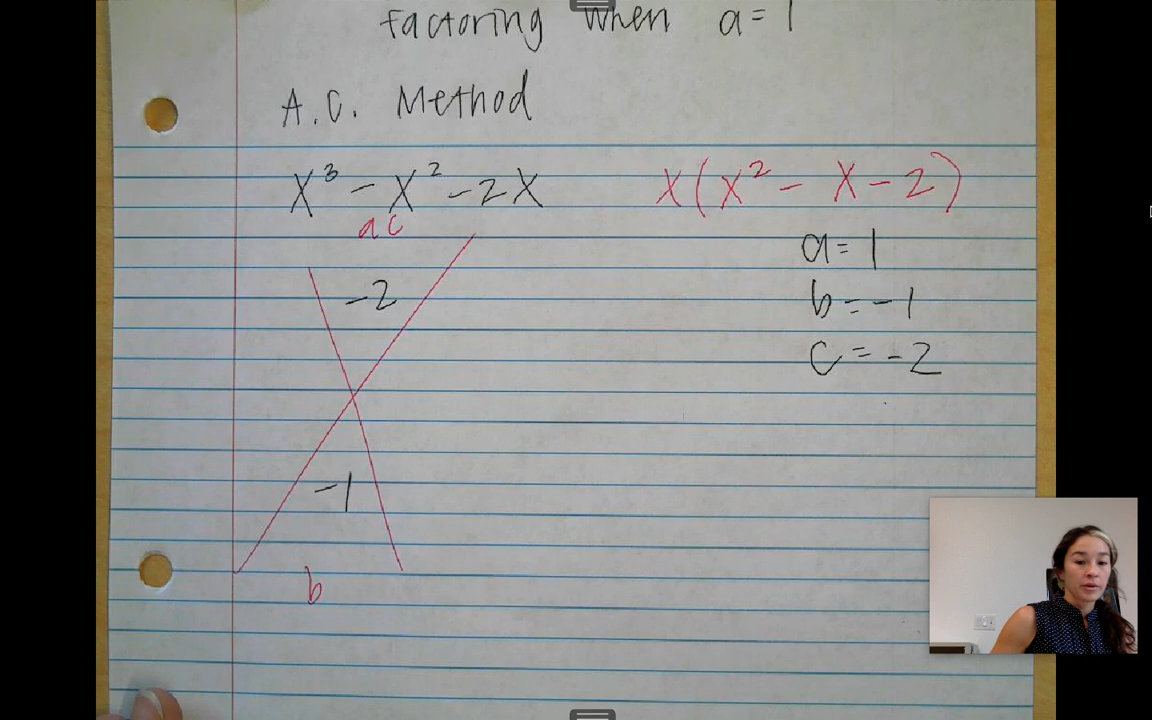 factoring when a = 1
A.C. Method
x³ - x² - 2x
x(x² - x - 2)
ac
a = 1
-2
b = -1
c = -2
-1
b